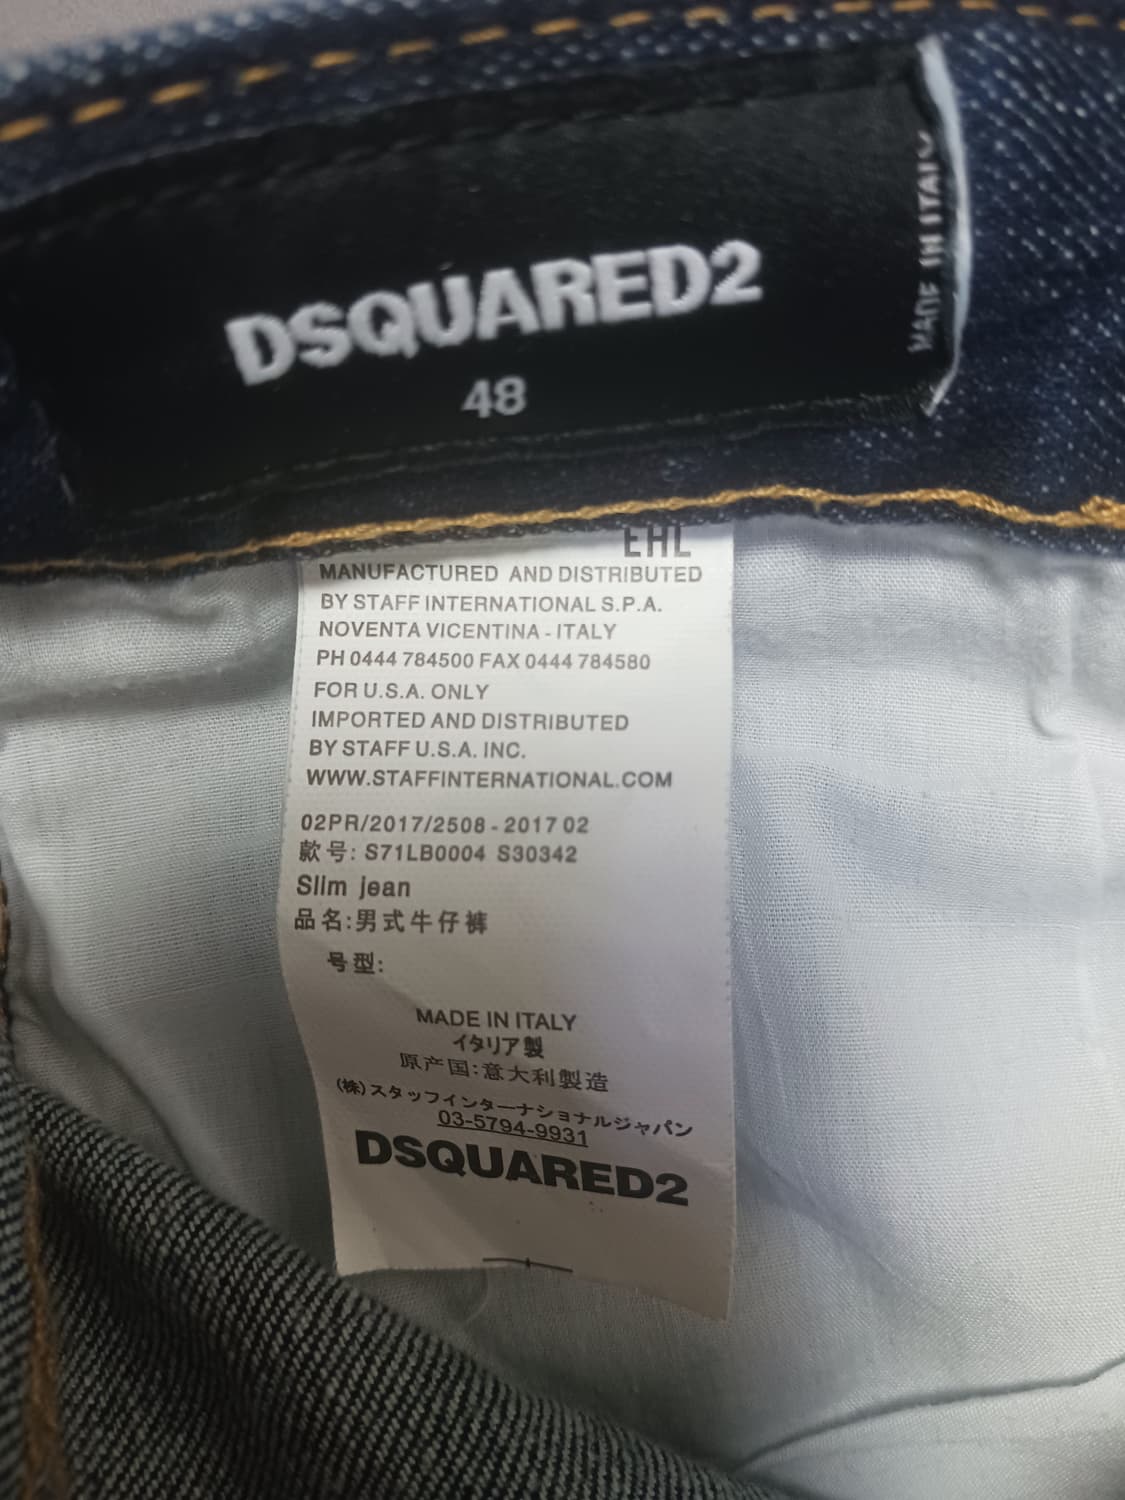 DSQUARED2
48
MADE IN ITALY
EHL
MANUFACTURED AND DISTRIBUTED
BY STAFF INTERNATIONAL S.P.A.
NOVENTA VICENTINA - ITALY
PH 0444 784500 FAX 0444 784580
FOR U.S.A. ONLY
IMPORTED AND DISTRIBUTED
BY STAFF U.S.A. INC.
WWW.STAFFINTERNATIONAL.COM
02PR/2017/2508 - 2017 02
款号: S71LB0004 S30342
Slim jean
品名:男式牛仔裤
号型:
MADE IN ITALY
イタリア製
原产国:意大利製造
(株)スタッフインターナショナルジャパン
03-5794-9931
DSQUARED2